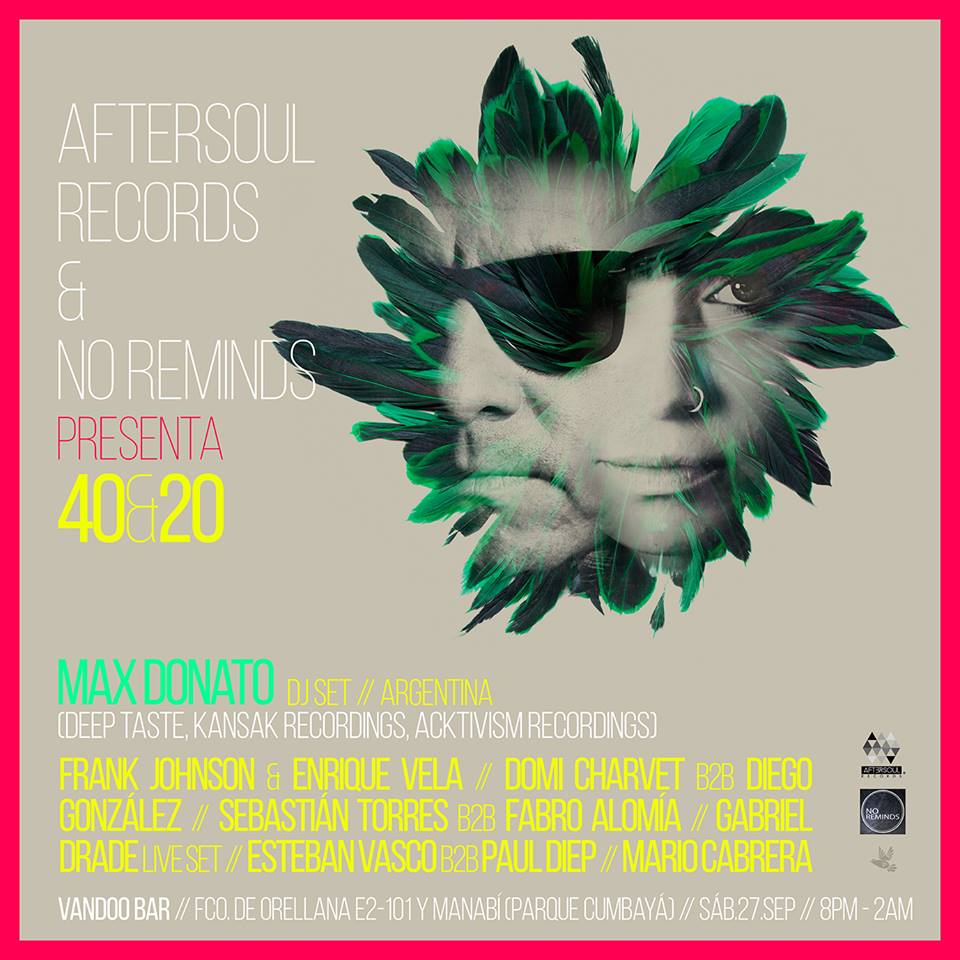 AFTERSOUL
RECORDS
&
NO REMINDS
PRESENTA
40&20
MAX DONATO DJ SET // ARGENTINA
(DEEP TASTE, KANSAK RECORDINGS, ACKTIVISM RECORDINGS)
FRANK JOHNSON & ENRIQUE VELA // DOMI CHARVET B2B DIEGO
GONZÁLEZ // SEBASTIÁN TORRES B2B FABRO ALOMÍA // GABRIEL
DRADE LIVE SET // ESTEBAN VASCO B2B PAUL DIEP // MARIO CABRERA
AFTERSOUL
RECORDS
NO
REMINDS
VANDOO BAR // FCO. DE ORELLANA E2-101 Y MANABÍ (PARQUE CUMBAYÁ) // SÁB.27.SEP // 8PM - 2AM